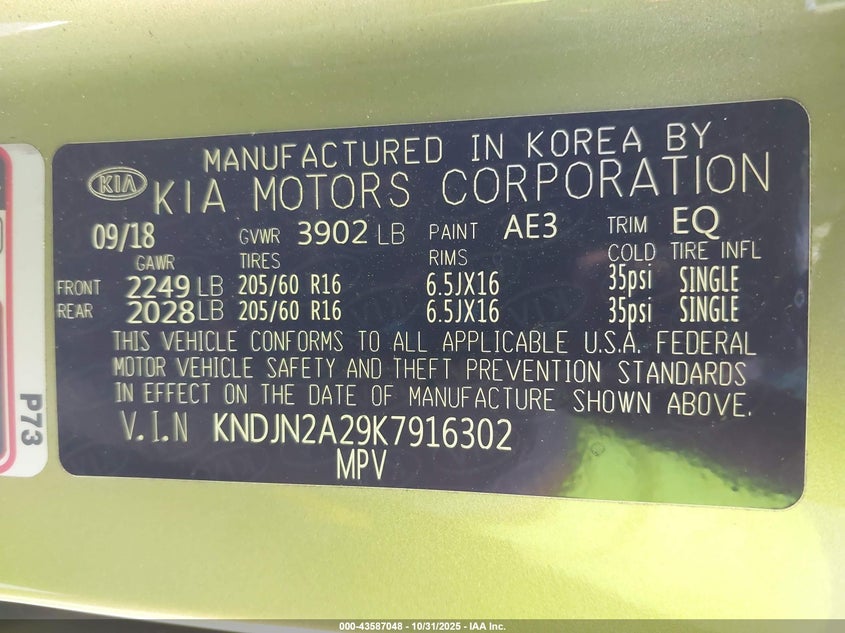 MANUFACTURED IN KOREA BY
KIA KIA MOTORS CORPORATION
09/18 GVWR 3902 LB PAINT AE3 TRIM EQ
GAWR TIRES RIMS COLD TIRE INFL
FRONT 2249 LB 205/60 R16 6.5JX16 35psi SINGLE
REAR 2028 LB 205/60 R16 6.5JX16 35psi SINGLE
THIS VEHICLE CONFORMS TO ALL APPLICABLE U.S.A. FEDERAL
MOTOR VEHICLE SAFETY AND THEFT PREVENTION STANDARDS
IN EFFECT ON THE DATE OF MANUFACTURE SHOWN ABOVE.
V.I.N KNDJN2A29K7916302
MPV
P73
000-43587048 - 10/31/2025 - IAA Inc.